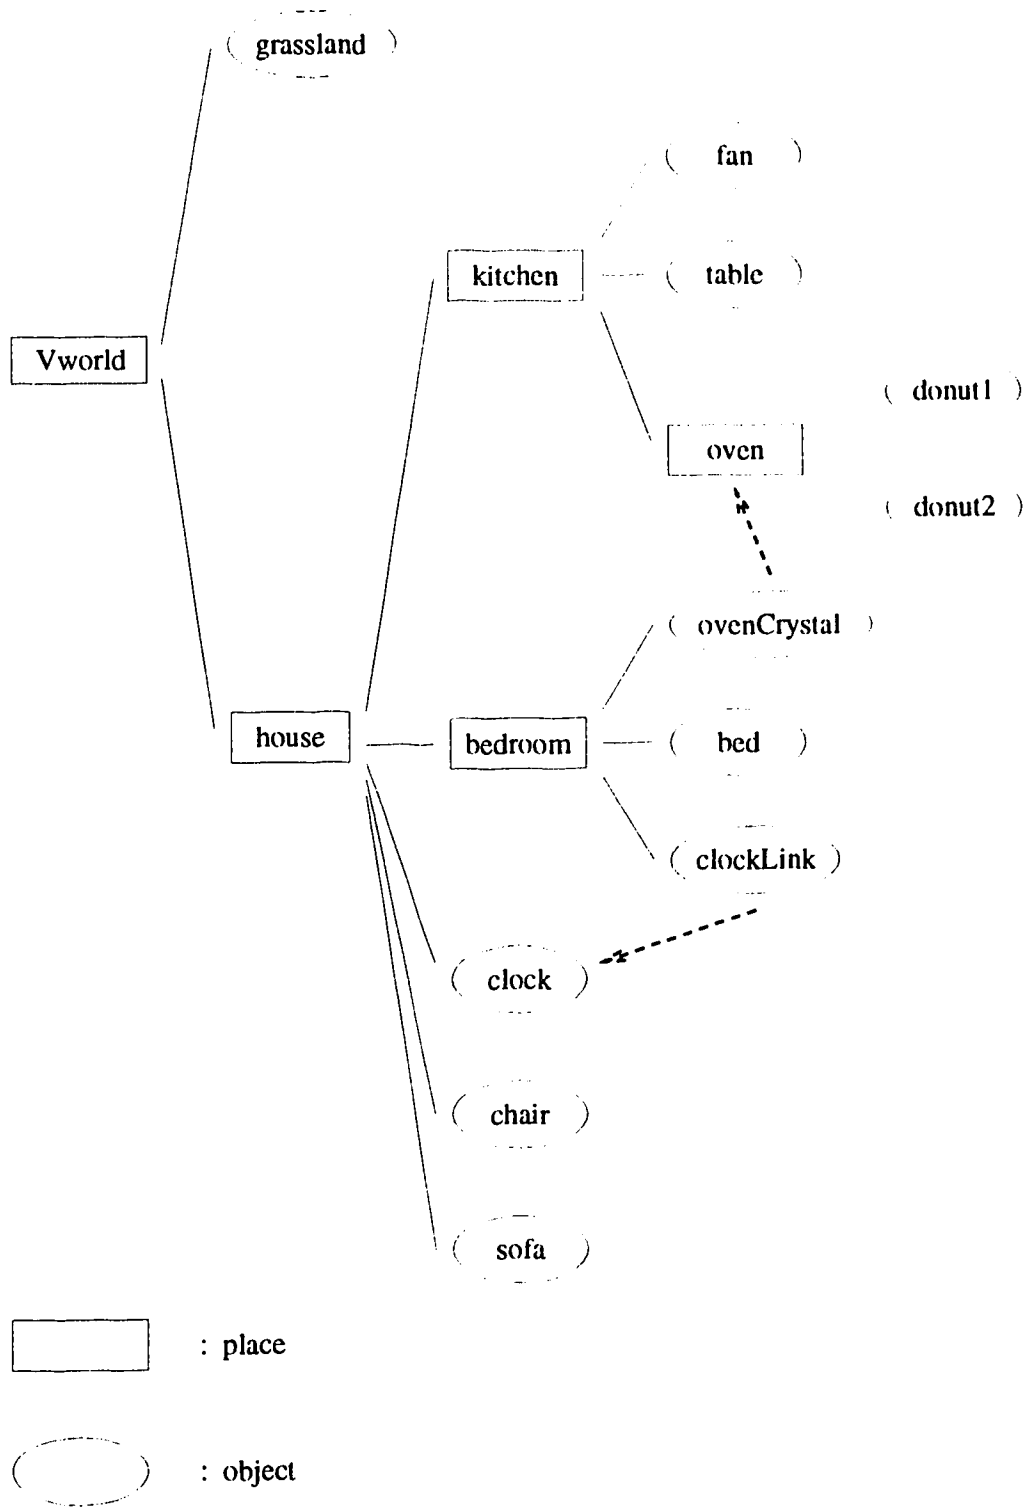 grassland
fan
kitchen
table
Vworld
donut1
oven
donut2
ovenCrystal
house
bedroom
bed
clockLink
clock
chair
sofa
: place
: object